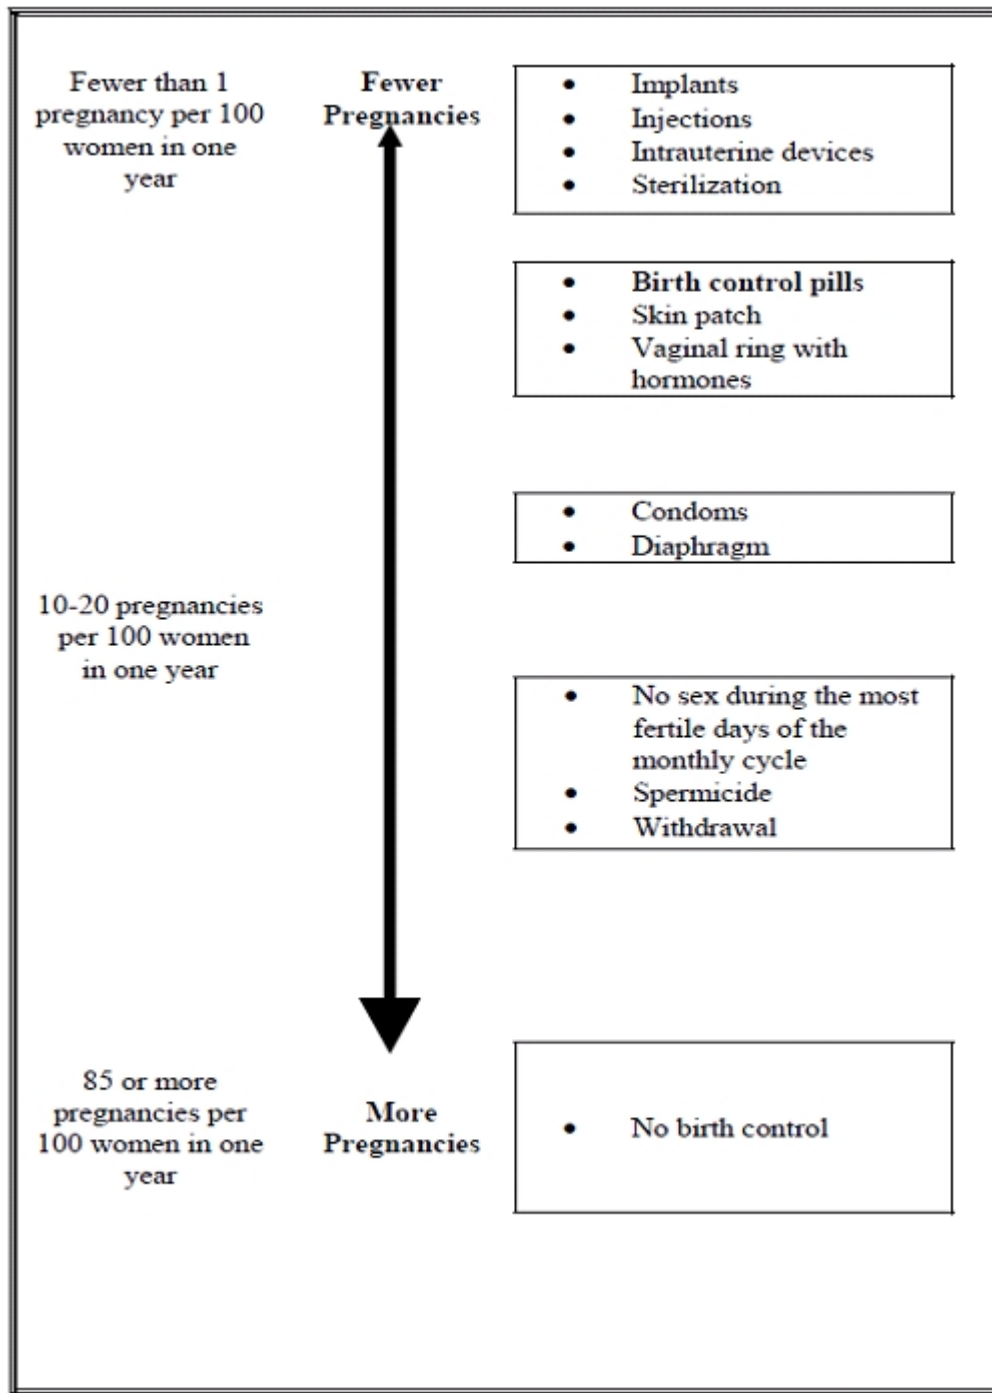 Fewer than 1
pregnancy per 100
women in one
year
Fewer
Pregnancies
• Implants
• Injections
• Intrauterine devices
• Sterilization
• Birth control pills
• Skin patch
• Vaginal ring with
hormones
• Condoms
• Diaphragm
10-20 pregnancies
per 100 women
in one year
• No sex during the most
fertile days of the
monthly cycle
• Spermicide
• Withdrawal
85 or more
pregnancies per
100 women in one
year
More
Pregnancies
• No birth control